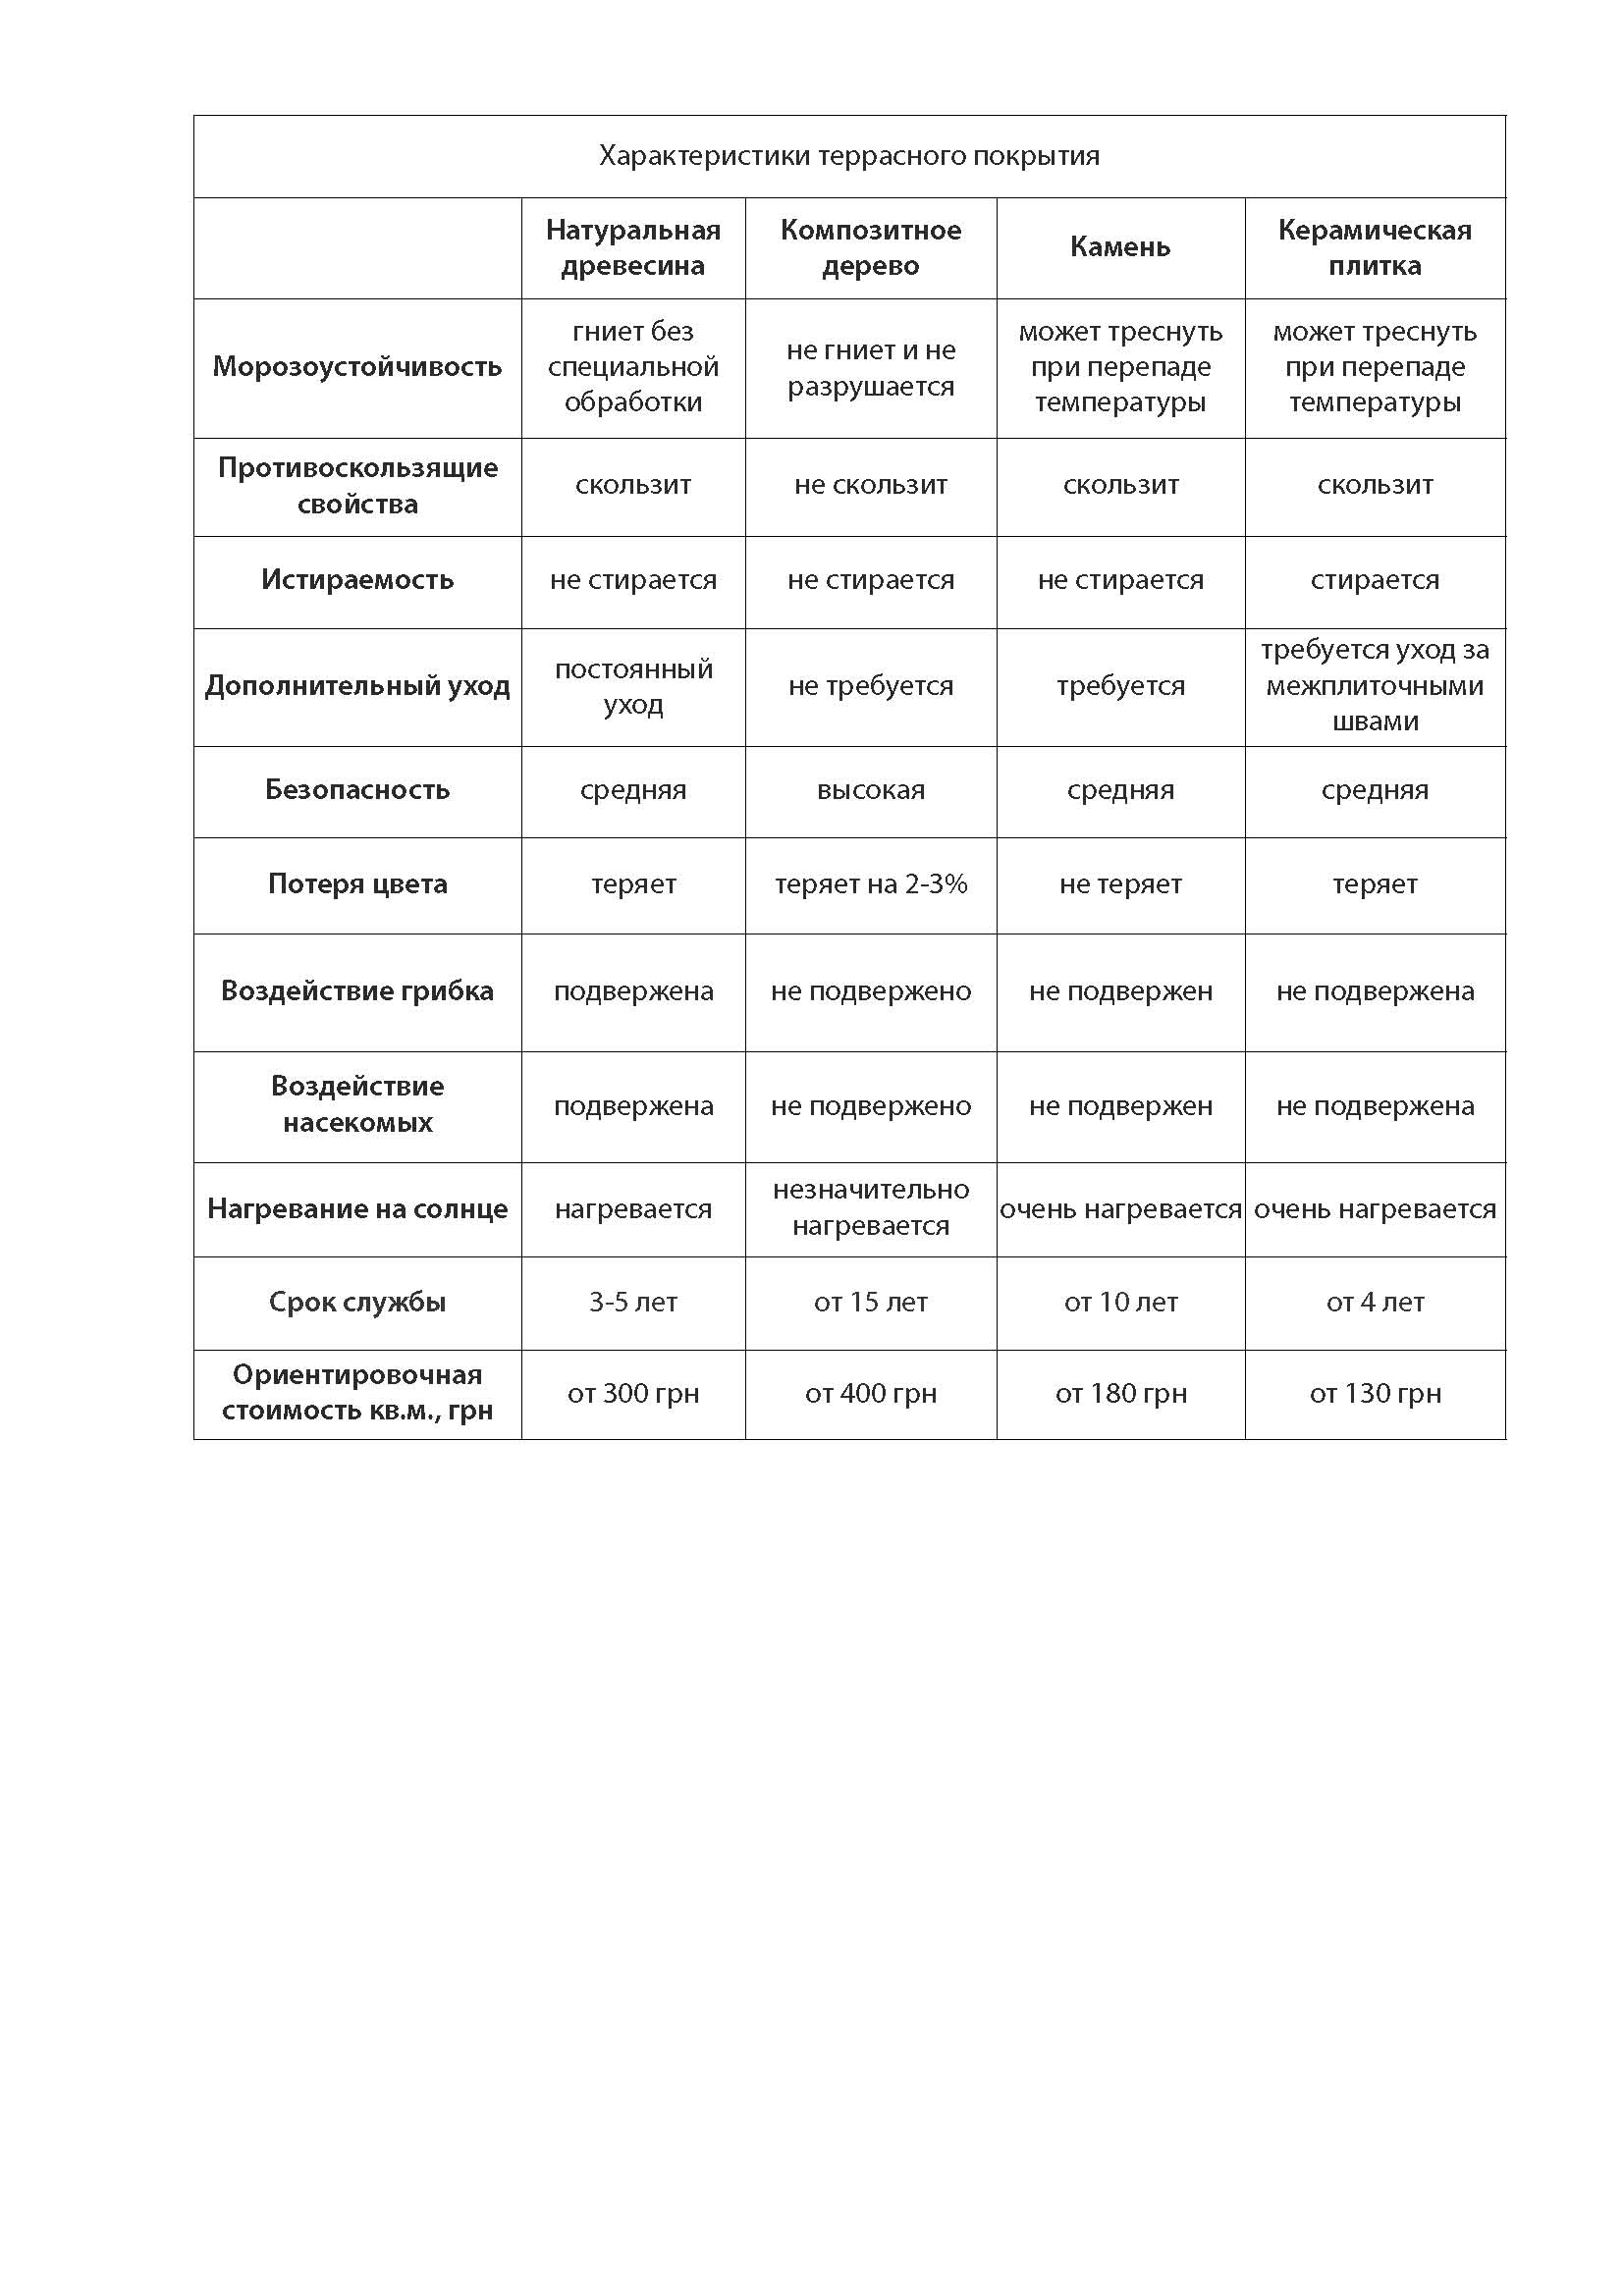 Характеристики террасного покрытия
Натуральная
древесина
Композитное
дерево
Камень
Керамическая
плитка
Морозоустойчивость
гниет без
специальной
обработки
не гниет и не
разрушается
может треснуть
при перепаде
температуры
может треснуть
при перепаде
температуры
Противоскользящие
свойства
скользит
не скользит
скользит
скользит
Истираемость
не стирается
не стирается
не стирается
стирается
Дополнительный уход
постоянный
уход
не требуется
требуется
требуется уход за
межплиточными
швами
Безопасность
средняя
высокая
средняя
средняя
Потеря цвета
теряет
теряет на 2-3%
не теряет
теряет
Воздействие грибка
подвержена
не подвержено
не подвержен
не подвержена
Воздействие
насекомых
подвержена
не подвержено
не подвержен
не подвержена
Нагревание на солнце
нагревается
незначительно
нагревается
очень нагревается
очень нагревается
Срок службы
3-5 лет
от 15 лет
от 10 лет
от 4 лет
Ориентировочная
стоимость кв.м., грн
от 300 грн
от 400 грн
от 180 грн
от 130 грн